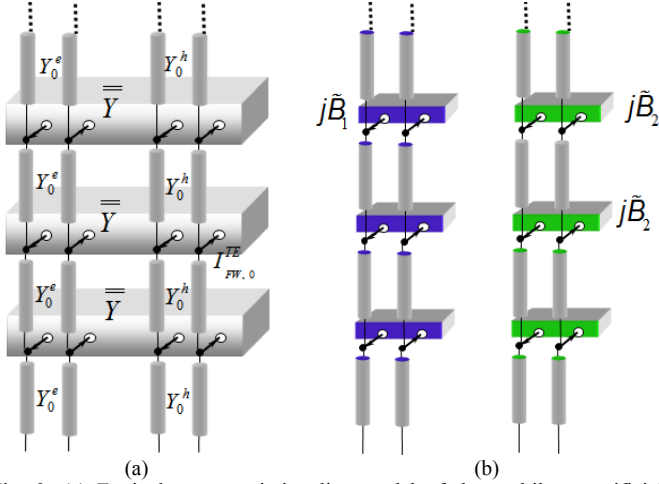 Y_0^e Y_0^h
Y̿
jB̃_1 jB̃_2
Y_0^e Y_0^h
Y̿
jB̃_2
I_{FW, 0}^{TE}
Y_0^e Y_0^h
Y̿
Y_0^e Y_0^h
(a) (b)